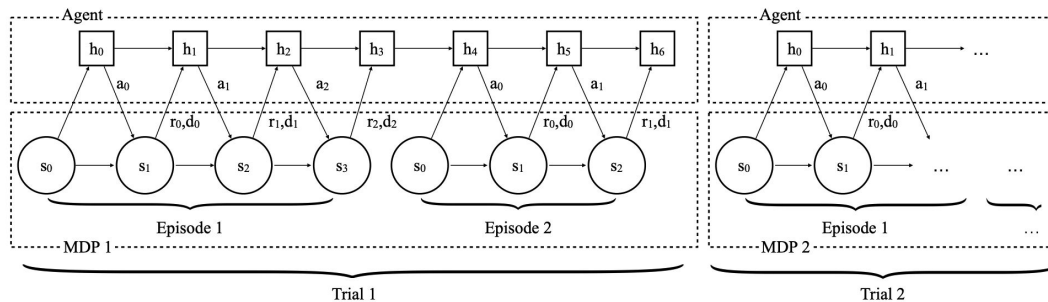 Agent Agent
h0 h1 h2 h3 h4 h5 h6 h0 h1 ...
a0 a1 a2 a0 a1 a0 a1
r0,d0 r1,d1 r2,d2 r0,d0 r1,d1 r0,d0
s0 s1 s2 s3 s0 s1 s2 s0 s1 ... ...
Episode 1 Episode 2 Episode 1 ...
MDP 1 MDP 2
Trial 1 Trial 2